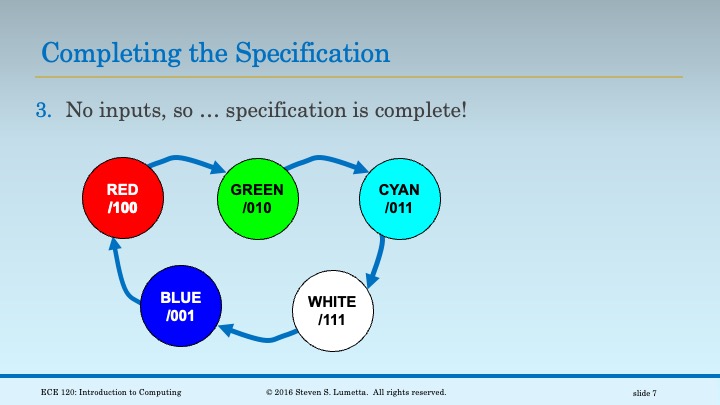 Completing the Specification
3. No inputs, so … specification is complete!
RED
/100
GREEN
/010
CYAN
/011
BLUE
/001
WHITE
/111
ECE 120: Introduction to Computing
© 2016 Steven S. Lumetta. All rights reserved.
slide 7